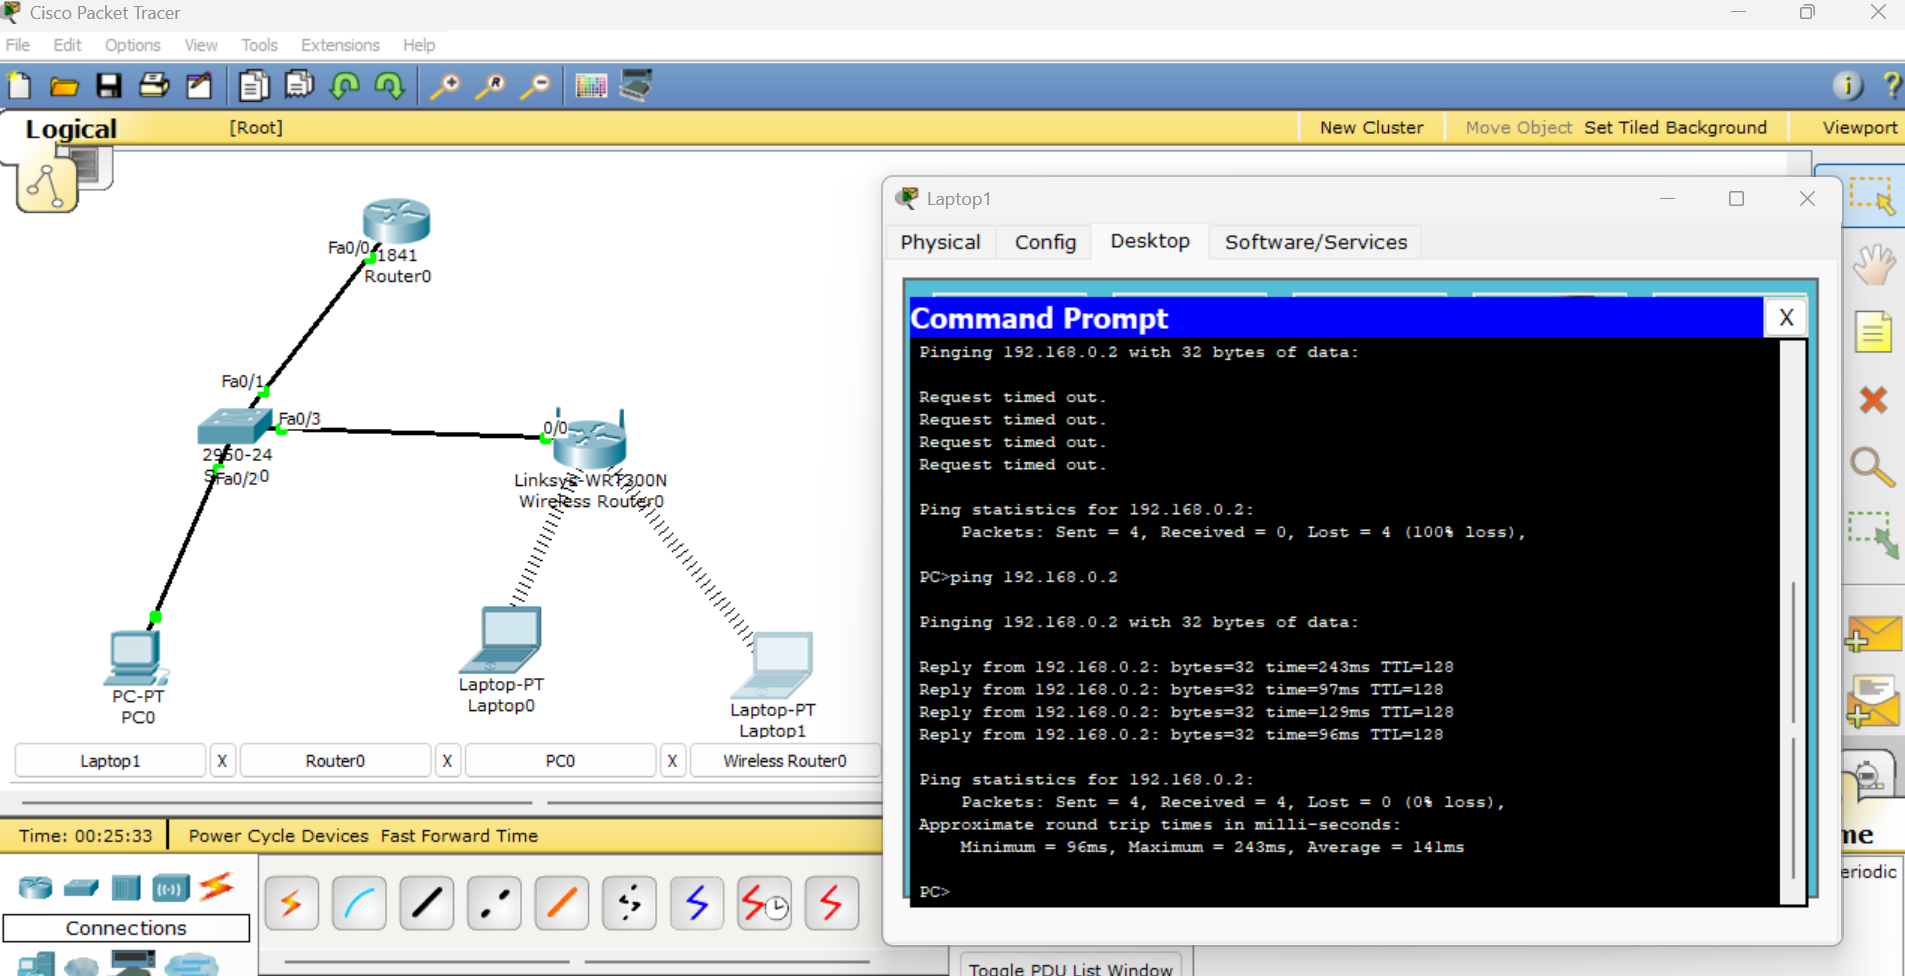 Cisco Packet Tracer
File Edit Options View Tools Extensions Help
R
i ?
Logical
[Root]
New Cluster
Move Object
Set Tiled Background
Viewport
Fa0/0
1841
Router0
Fa0/1
Fa0/3
2950-24
Fa0/2
0/0
Linksys-WRT300N
Wireless Router0
PC-PT
PC0
Laptop-PT
Laptop0
Laptop-PT
Laptop1
Laptop1 X Router0 X PC0 X Wireless Router0
Time: 00:25:33
Power Cycle Devices Fast Forward Time
Connections
Laptop1
Physical Config Desktop Software/Services
Command Prompt
X
Pinging 192.168.0.2 with 32 bytes of data:
Request timed out.
Request timed out.
Request timed out.
Request timed out.
Ping statistics for 192.168.0.2:
Packets: Sent = 4, Received = 0, Lost = 4 (100% loss),
PC>ping 192.168.0.2
Pinging 192.168.0.2 with 32 bytes of data:
Reply from 192.168.0.2: bytes=32 time=243ms TTL=128
Reply from 192.168.0.2: bytes=32 time=97ms TTL=128
Reply from 192.168.0.2: bytes=32 time=129ms TTL=128
Reply from 192.168.0.2: bytes=32 time=96ms TTL=128
Ping statistics for 192.168.0.2:
Packets: Sent = 4, Received = 4, Lost = 0 (0% loss),
Approximate round trip times in milli-seconds:
Minimum = 96ms, Maximum = 243ms, Average = 141ms
PC>
me
eriodic
Toggle PDU List Window